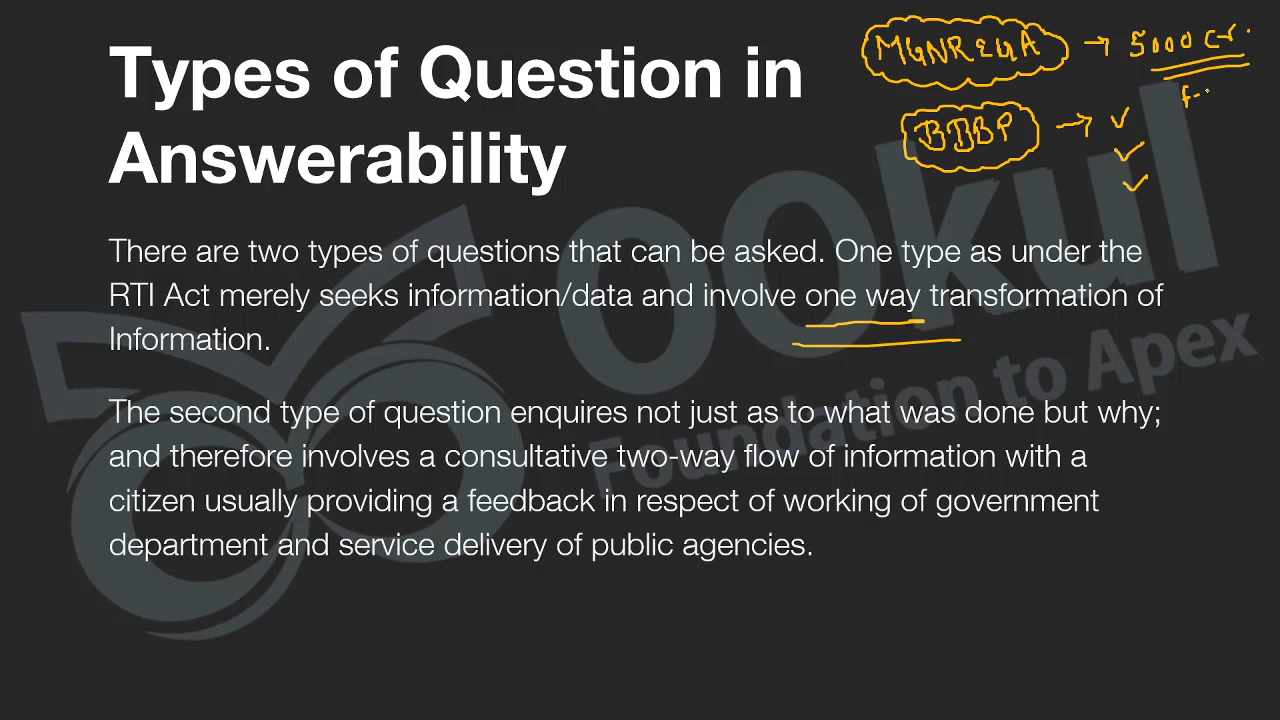 Types of Question in
Answerability
MGNREGA → 5000 Cr.
BBBP → ✓
✓
✓
There are two types of questions that can be asked. One type as under the
RTI Act merely seeks information/data and involve one way transformation of
Information.
The second type of question enquires not just as to what was done but why;
and therefore involves a consultative two-way flow of information with a
citizen usually providing a feedback in respect of working of government
department and service delivery of public agencies.
OOkul
Foundation to Apex